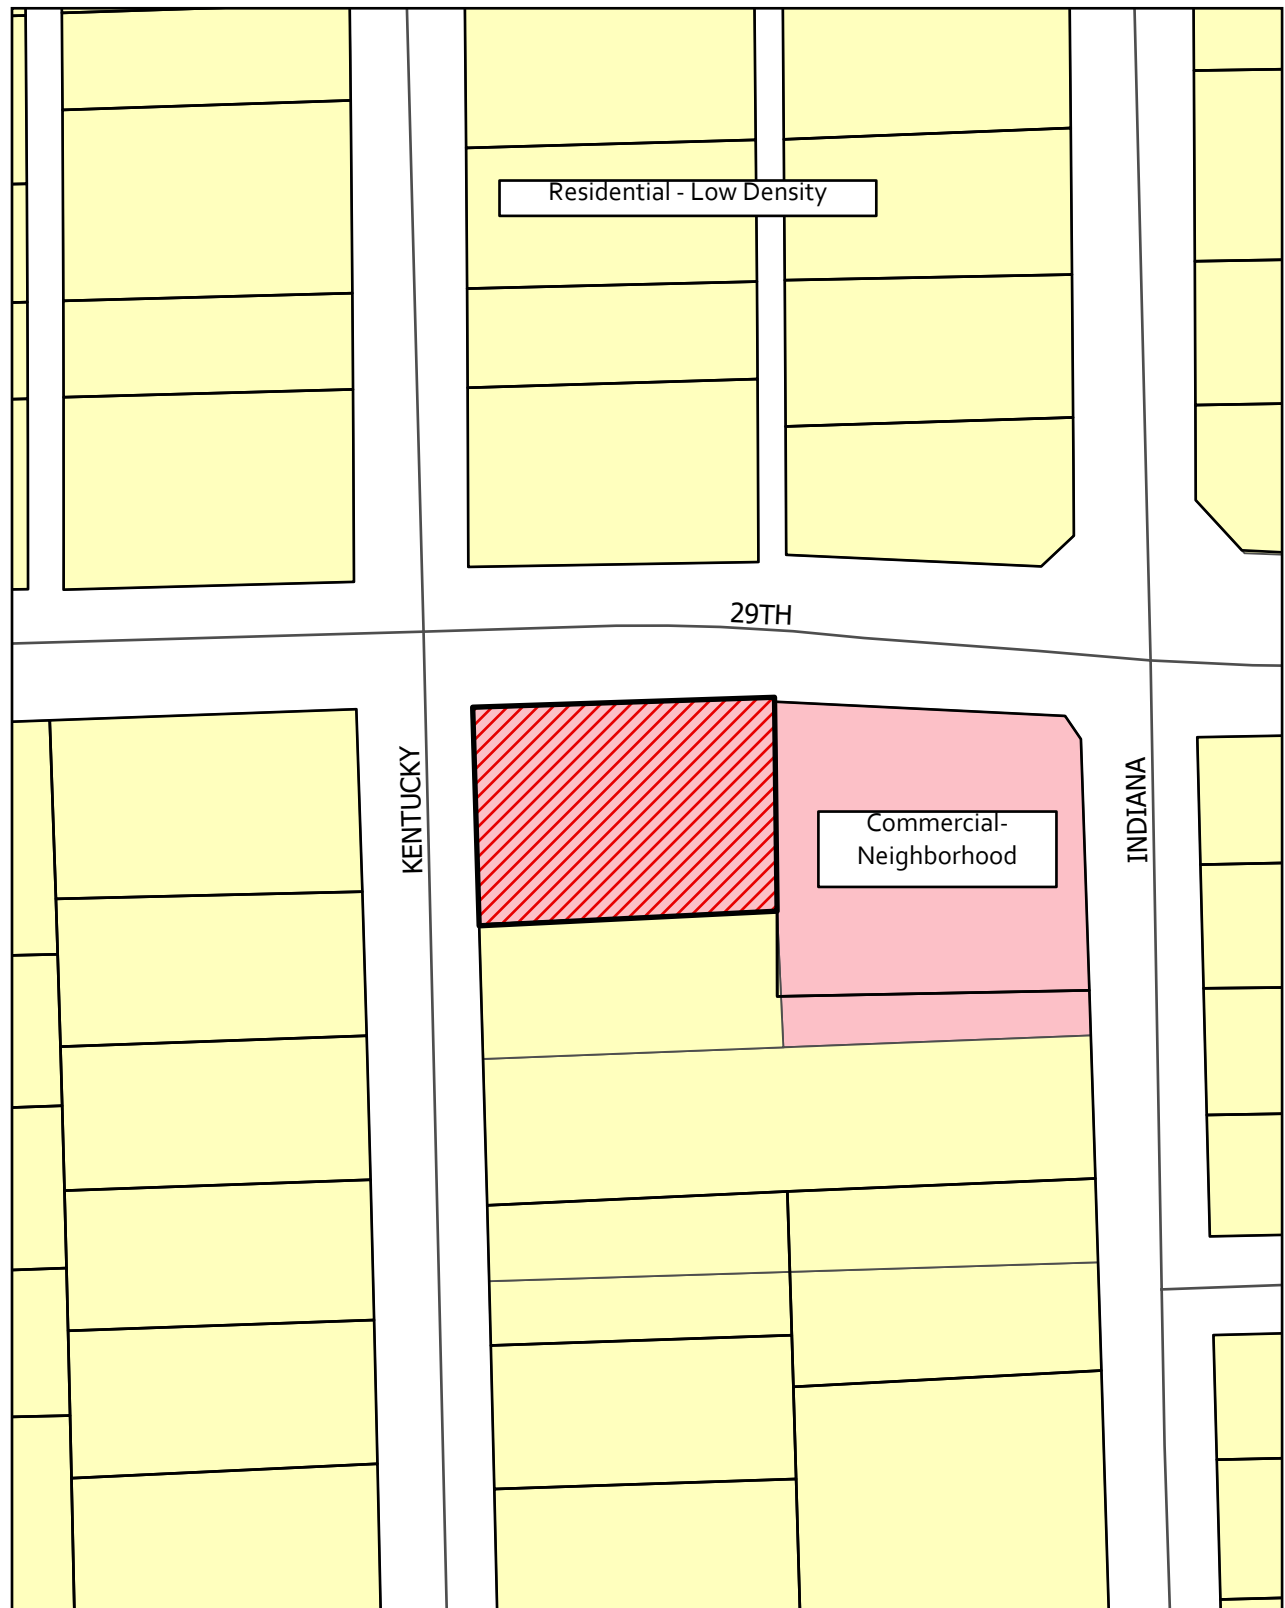 Residential - Low Density
29TH
KENTUCKY
Commercial-
Neighborhood
INDIANA